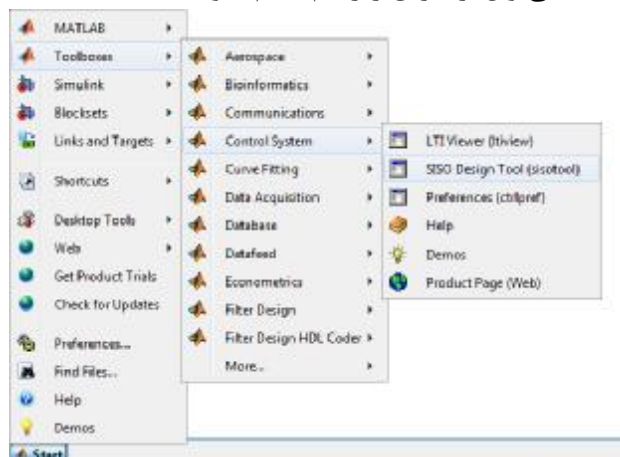 MATLAB
Toolboxes
Simulink
Blocksets
Links and Targets
Shortcuts
Desktop Tools
Web
Get Product Trials
Check for Updates
Preferences...
Find Files...
Help
Demos
Start
Aerospace
Bioinformatics
Communications
Control System
Curve Fitting
Data Acquisition
Database
Datafeed
Econometrics
Filter Design
Filter Design HDL Coder
More...
LTI Viewer (ltiview)
SISO Design Tool (sisotool)
Preferences (ctrlpref)
Help
Demos
Product Page (Web)